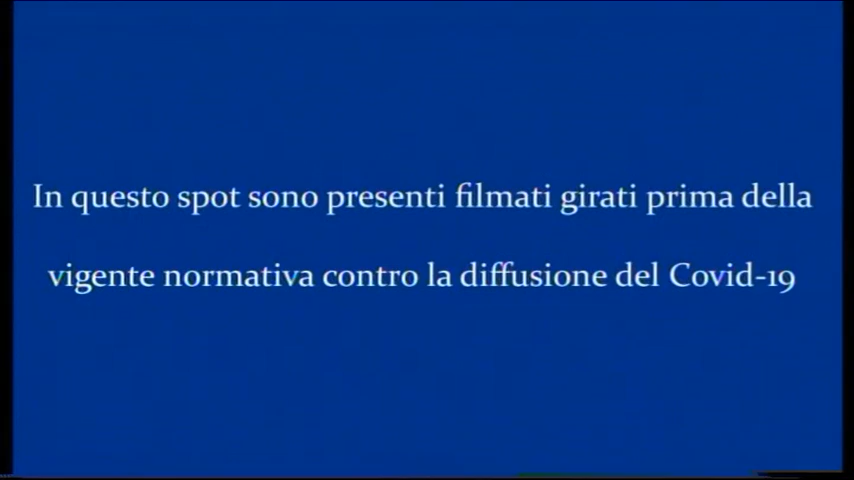 In questo spot sono presenti filmati girati prima della
vigente normativa contro la diffusione del Covid-19